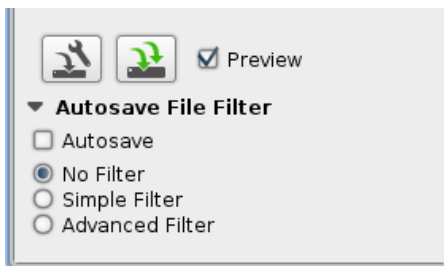 Preview
Autosave File Filter
Autosave
No Filter
Simple Filter
Advanced Filter